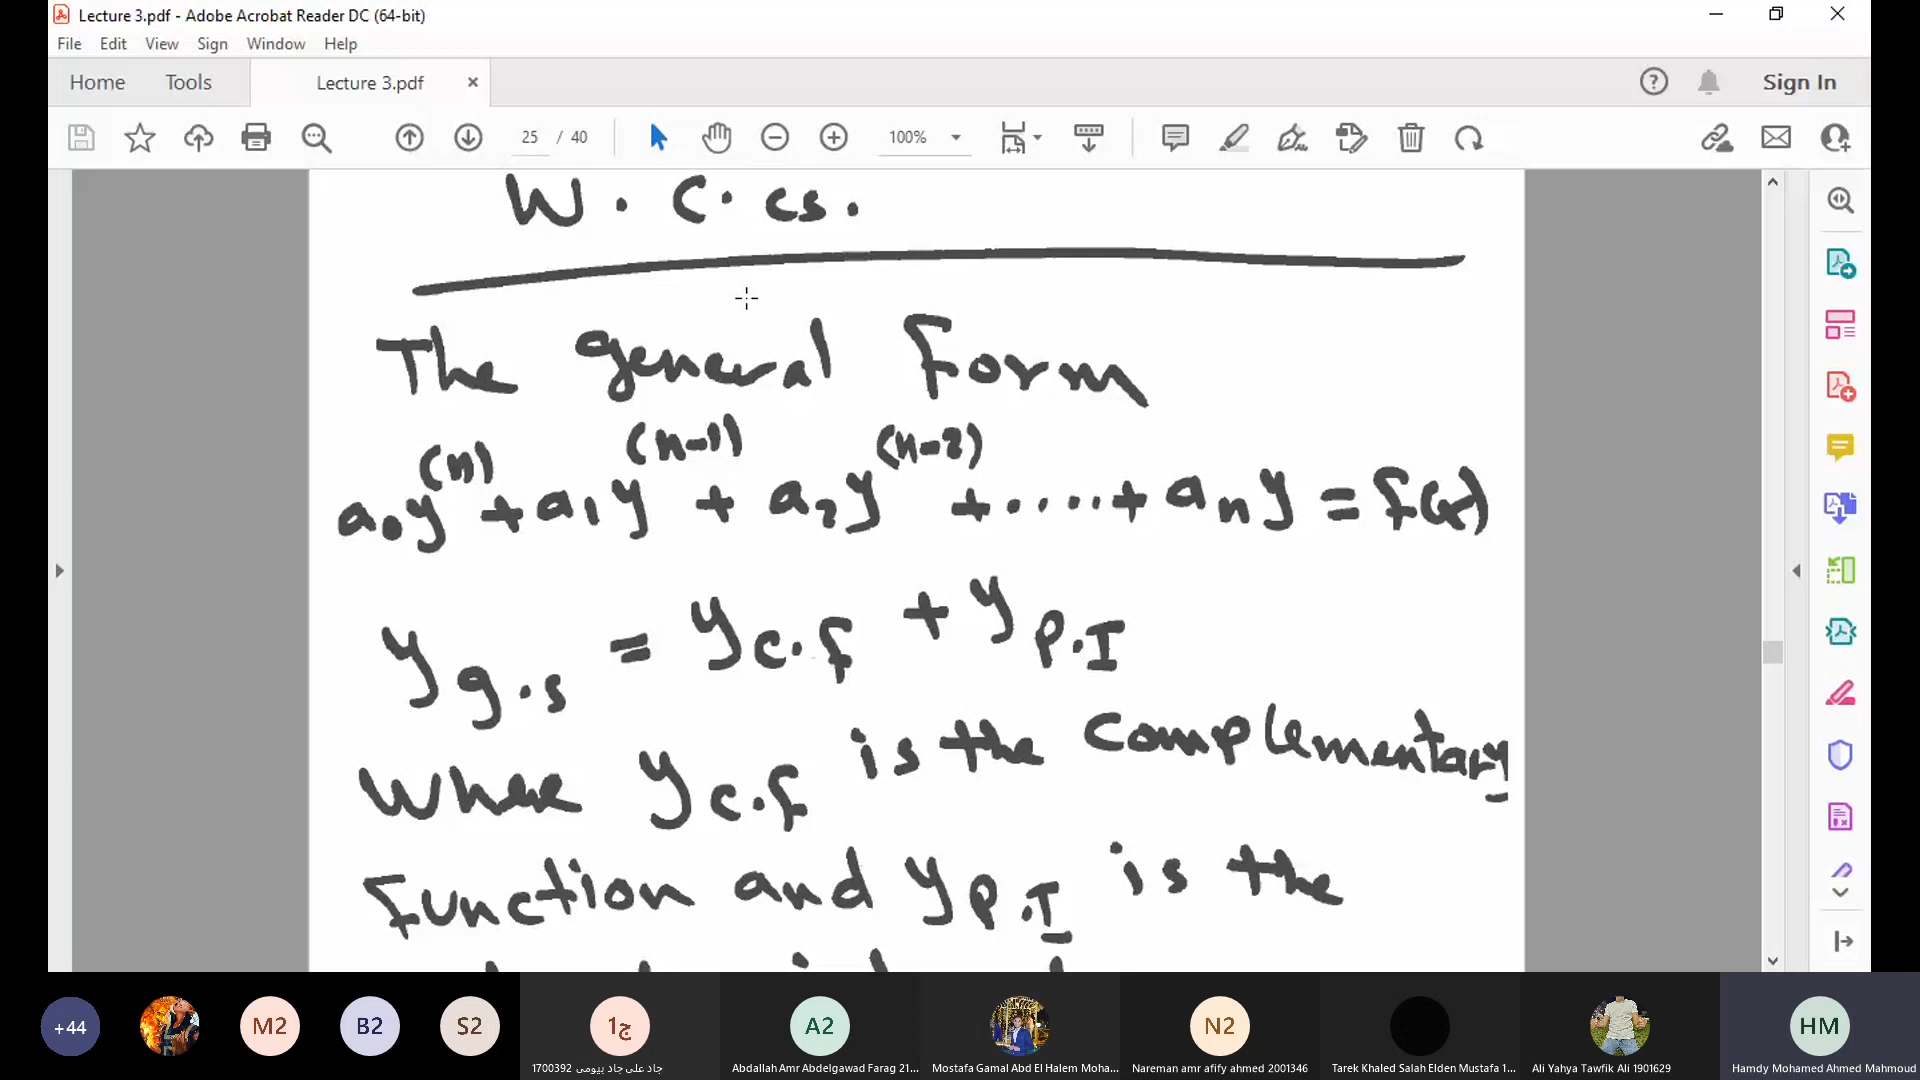 Lecture 3.pdf - Adobe Acrobat Reader DC (64-bit)
File Edit View Sign Window Help
Home Tools Lecture 3.pdf × Sign In
25 / 40 100%
W.C.Cs.
The general Form
a₀y⁽ⁿ⁾ + a₁y⁽ⁿ⁻¹⁾ + a₂y⁽ⁿ⁻²⁾ + ..... + aₙy = f(x)
y g.s = y c.f + y P.I
Where y c.f is the complementary
Function and y P.I is the
+44 M2 B2 S2 ج1 A2 N2 HM
جاد على جاد بيومى 1700392
Abdallah Amr Abdelgawad Farag 21...
Mostafa Gamal Abd El Halem Moha...
Nareman amr afify ahmed 2001346
Tarek Khaled Salah Elden Mustafa 1...
Ali Yahya Tawfik Ali 1901629
Hamdy Mohamed Ahmed Mahmoud